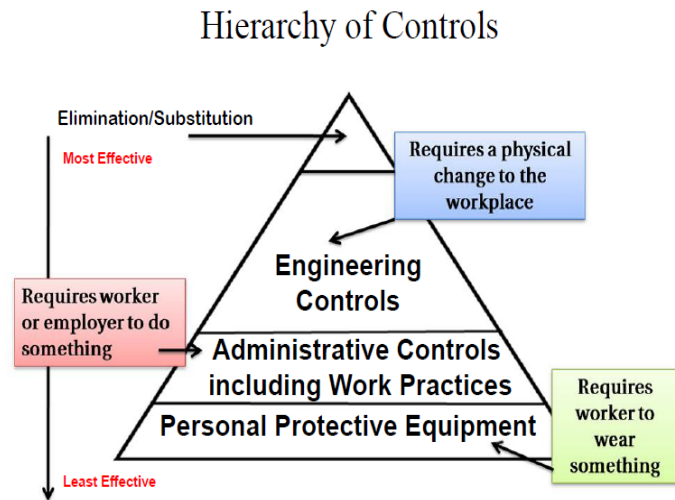 Hierarchy of Controls
Elimination/Substitution
Most Effective
Requires a physical
change to the
workplace
Engineering
Controls
Requires worker
or employer to do
something
Administrative Controls
including Work Practices
Personal Protective Equipment
Requires
worker to
wear
something
Least Effective